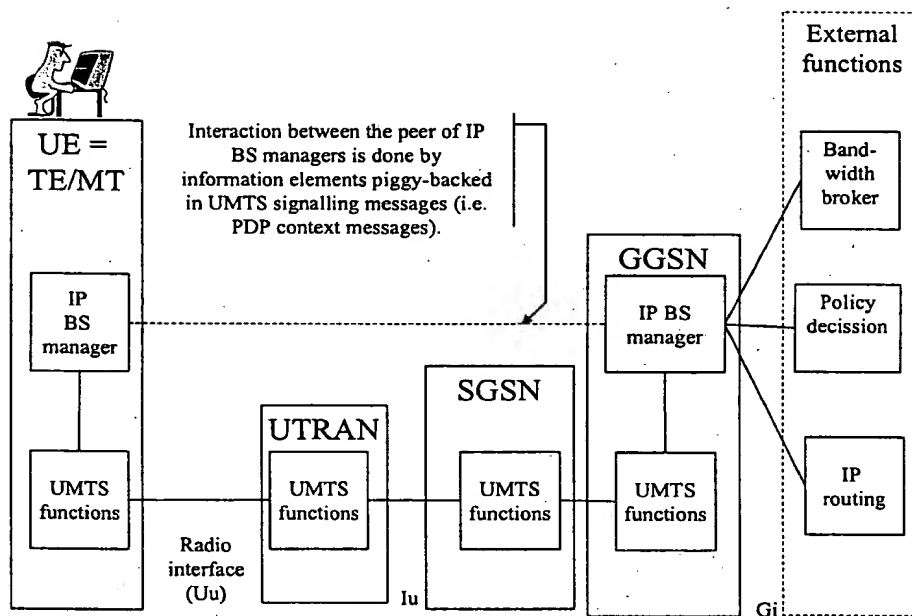 External
functions
UE =
TE/MT
Interaction between the peer of IP
BS managers is done by
information elements piggy-backed
in UMTS signalling messages (i.e.
PDP context messages).
Band-
width
broker
GGSN
IP
BS
manager
IP BS
manager
Policy
decission
SGSN
UTRAN
UMTS
functions
UMTS
functions
UMTS
functions
UMTS
functions
IP
routing
Radio
interface
(Uu)
Iu
Gi